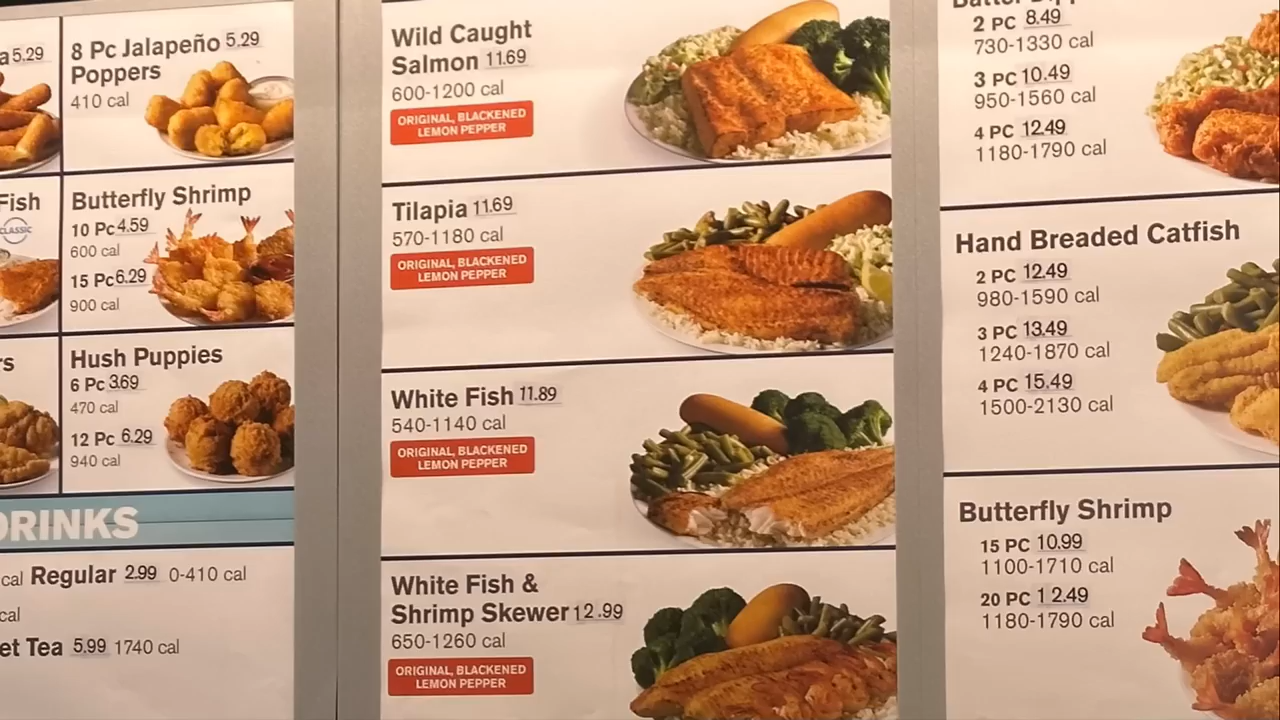 a 5.29
Fish
CLASSIC
rs
8 Pc Jalapeño 5.29
Poppers
410 cal
Butterfly Shrimp
10 Pc 4.59
600 cal
15 Pc 6.29
900 cal
Hush Puppies
6 Pc 3.69
470 cal
12 Pc 6.29
940 cal
DRINKS
cal Regular 2.99 0-410 cal
cal
et Tea 5.99 1740 cal
Wild Caught
Salmon 11.69
600-1200 cal
ORIGINAL, BLACKENED
LEMON PEPPER
Tilapia 11.69
570-1180 cal
ORIGINAL, BLACKENED
LEMON PEPPER
White Fish 11.89
540-1140 cal
ORIGINAL, BLACKENED
LEMON PEPPER
White Fish &
Shrimp Skewer 12.99
650-1260 cal
ORIGINAL, BLACKENED
LEMON PEPPER
2 PC 8.49
730-1330 cal
3 PC 10.49
950-1560 cal
4 PC 12.49
1180-1790 cal
Hand Breaded Catfish
2 PC 12.49
980-1590 cal
3 PC 13.49
1240-1870 cal
4 PC 15.49
1500-2130 cal
Butterfly Shrimp
15 PC 10.99
1100-1710 cal
20 PC 12.49
1180-1790 cal